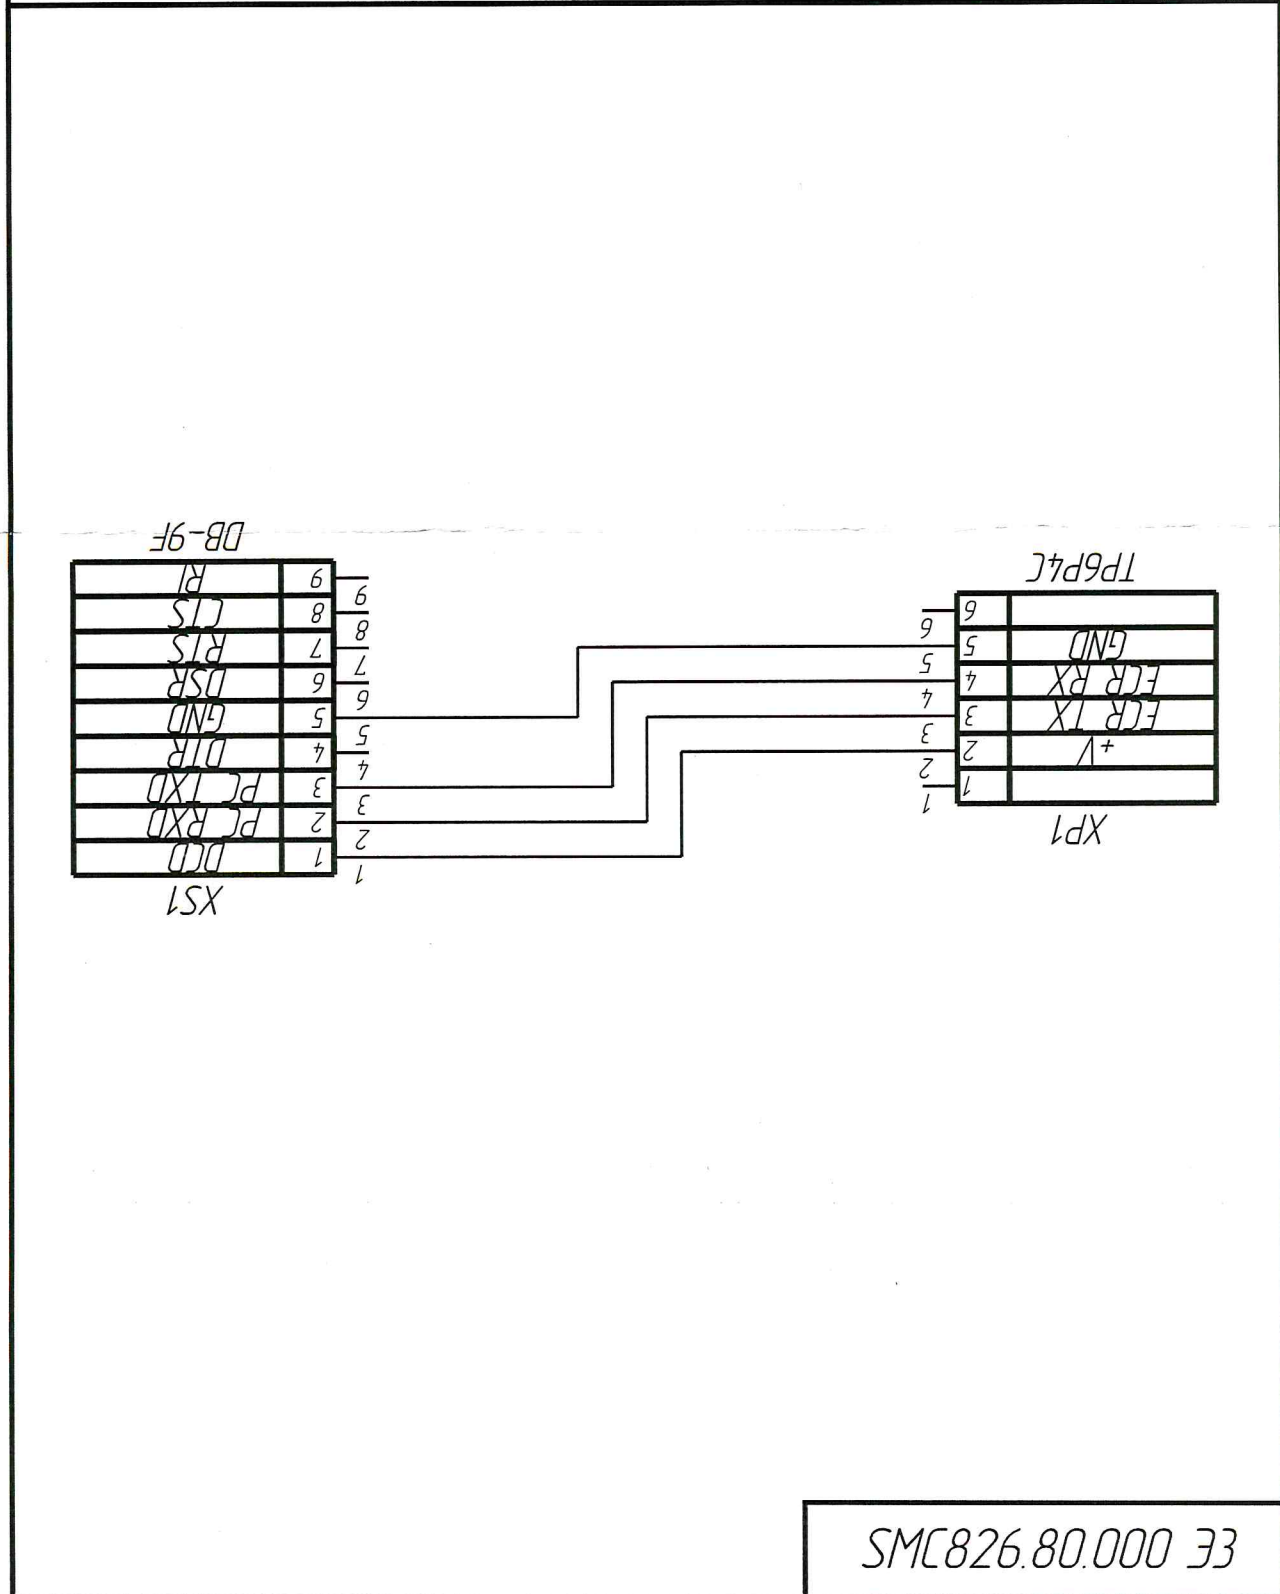 XP1
1 1
+V 2 2
ECR TX 3 3
ECR RX 4 4
GND 5 5
6 6
TP6P4C
XS1
1 1 DCD
2 2 PC RXD
3 3 PC TXD
4 4 DTR
5 5 GND
6 6 DSR
7 7 RTS
8 8 CTS
9 9 RI
DB-9F
SMC826.80.000 Э3